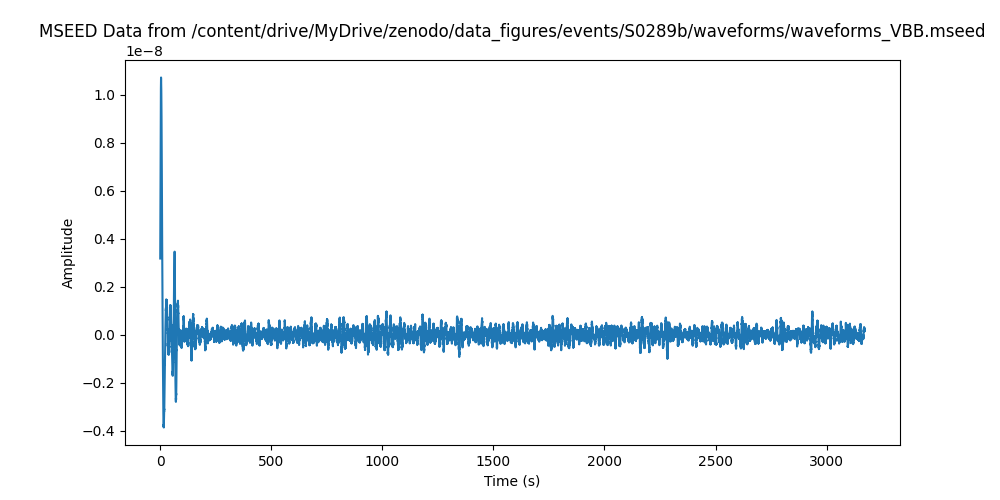 MSEED Data from /content/drive/MyDrive/zenodo/data_figures/events/S0289b/waveforms/waveforms_VBB.mseed
1e−8
1.0
0.8
0.6
0.4
0.2
0.0
−0.2
−0.4
Amplitude
0 500 1000 1500 2000 2500 3000
Time (s)